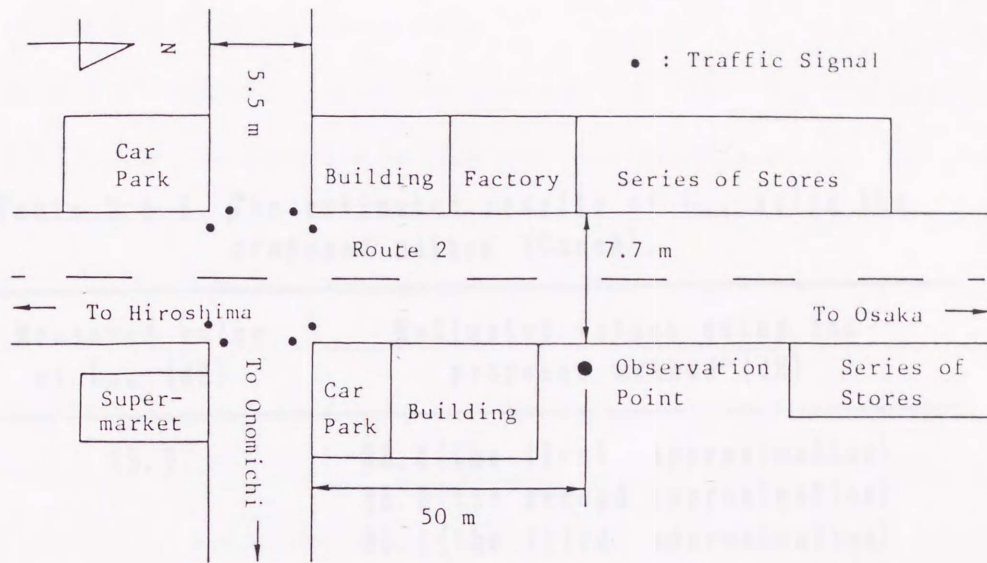 N
5.5 m
• : Traffic Signal
Car
Park
Building
Factory
Series of Stores
Route 2
7.7 m
To Hiroshima
To Osaka
Super-
market
To Onomichi
Car
Park
Building
Observation
Point
Series of
Stores
50 m